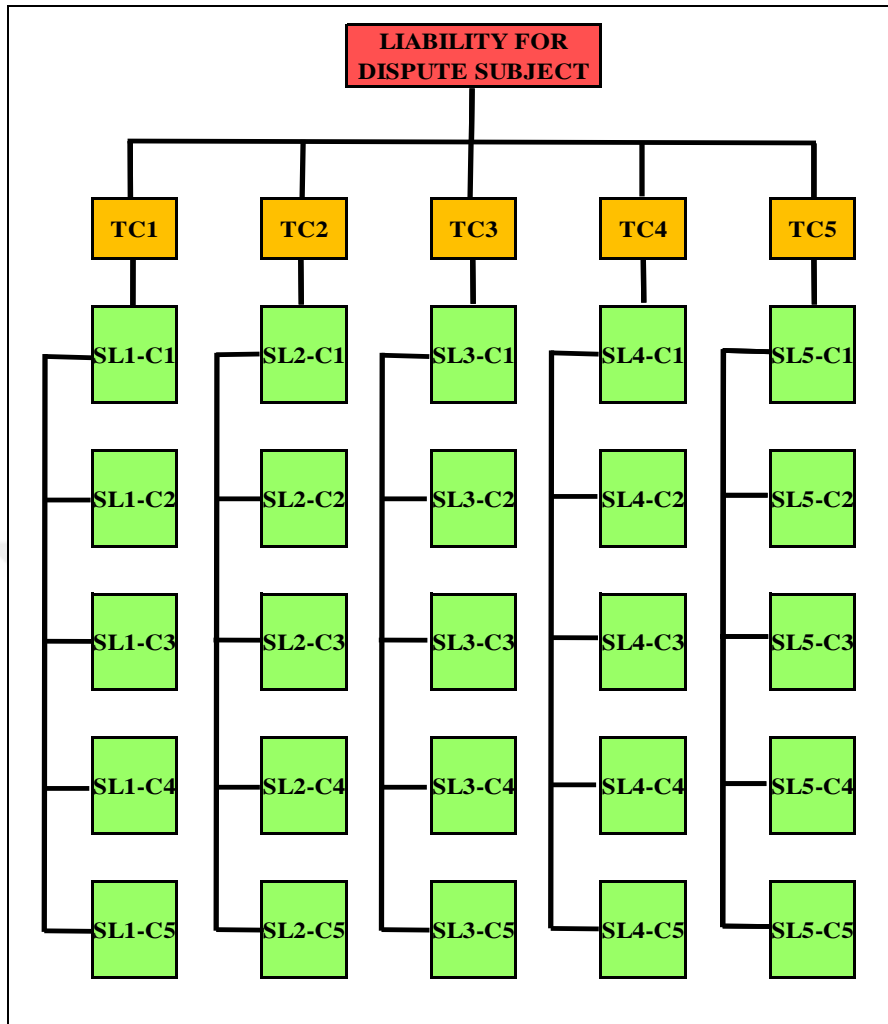 LIABILITY FOR
DISPUTE SUBJECT
TC1 TC2 TC3 TC4 TC5
SL1-C1 SL2-C1 SL3-C1 SL4-C1 SL5-C1
SL1-C2 SL2-C2 SL3-C2 SL4-C2 SL5-C2
SL1-C3 SL2-C3 SL3-C3 SL4-C3 SL5-C3
SL1-C4 SL2-C4 SL3-C4 SL4-C4 SL5-C4
SL1-C5 SL2-C5 SL3-C5 SL4-C5 SL5-C5